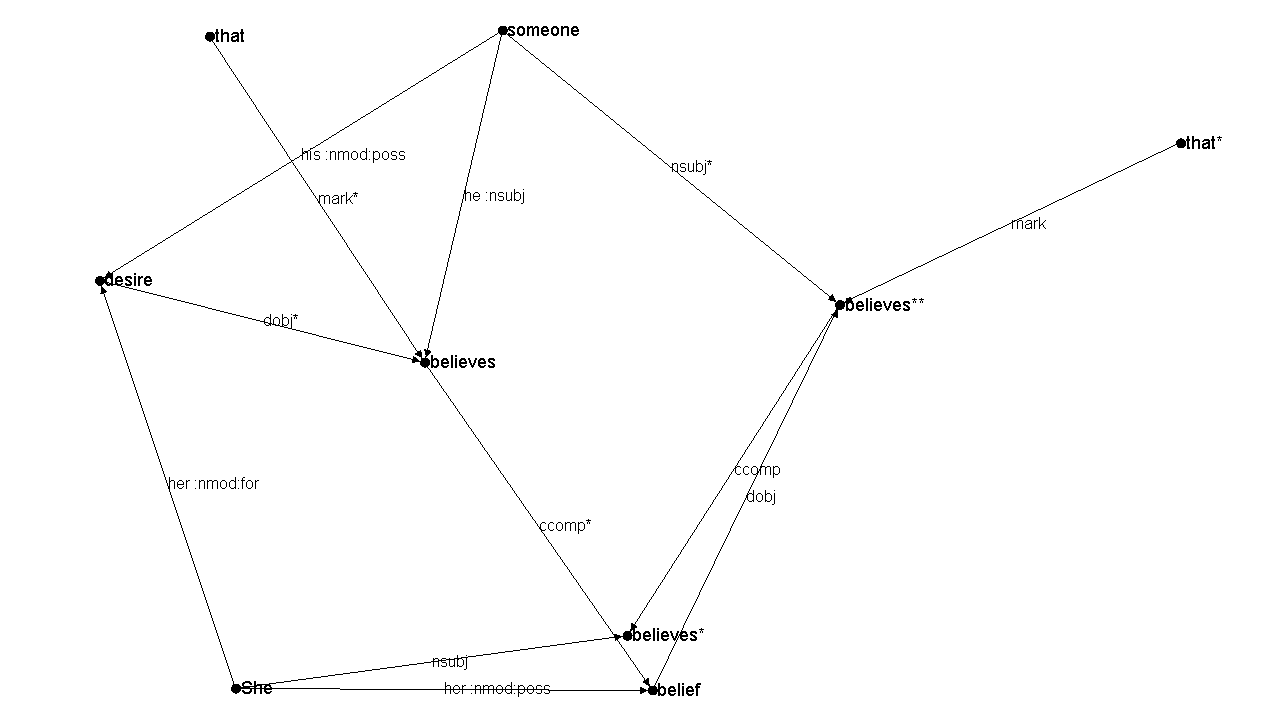 someone
that
that*
his :nmod:poss
nsubj*
mark*
he :nsubj
mark
desire
believes**
dobj*
believes
ccomp
her :nmod:for
dobj
ccomp*
believes*
nsubj
She
her :nmod:poss
belief